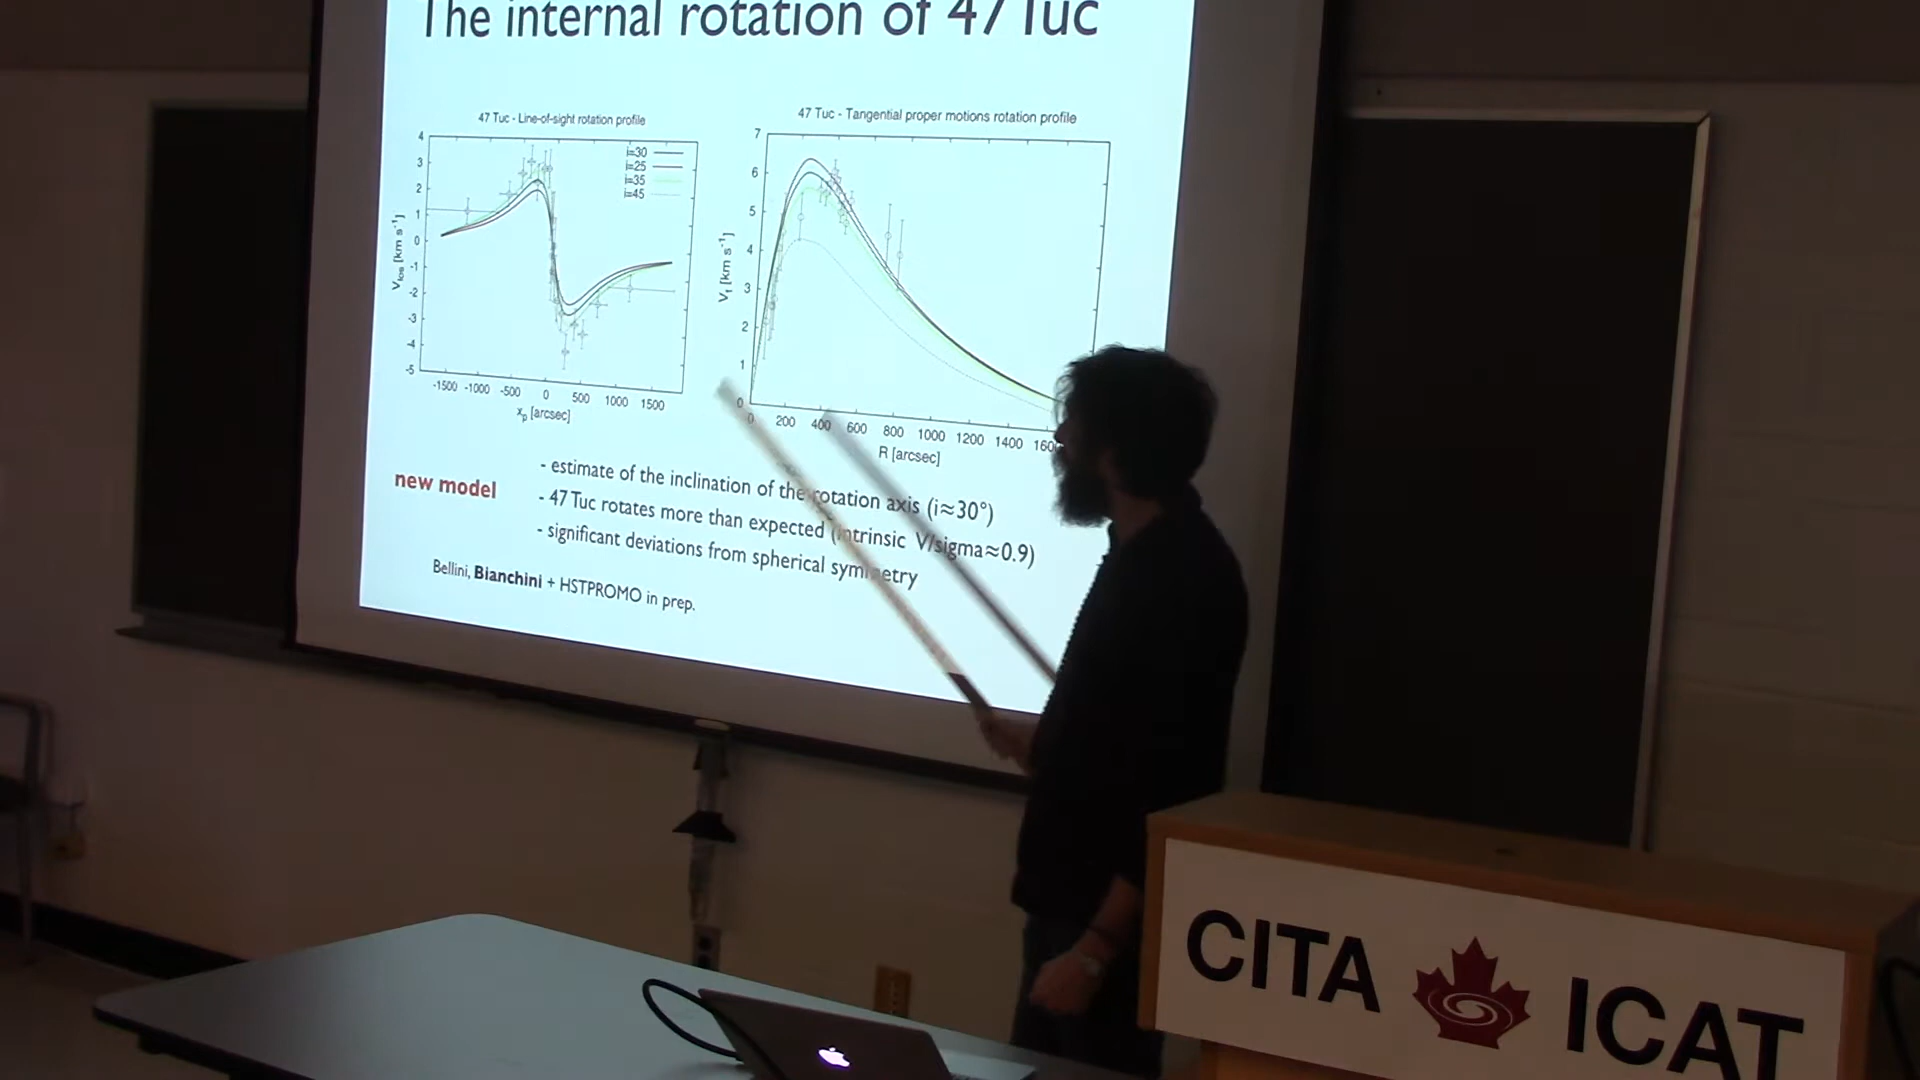 The internal rotation of 47 Tuc
47 Tuc - Line-of-sight rotation profile
4
3
2
1
0
-1
-2
-3
-4
-5
V los [km s-1]
i=30
i=25
i=35
i=45
-1500 -1000 -500 0 500 1000 1500
xp [arcsec]
47 Tuc - Tangential proper motions rotation profile
7
6
5
4
3
2
1
0
Vt [km s-1]
0 200 400 600 800 1000 1200 1400
R [arcsec]
new model
- estimate of the inclination of the rotation axis (i≈30°)
- 47 Tuc rotates more than expected (intrinsic V/sigma≈0.9)
- significant deviations from spherical symmetry
Bellini, Bianchini + HSTPROMO in prep.
CITA ICAT